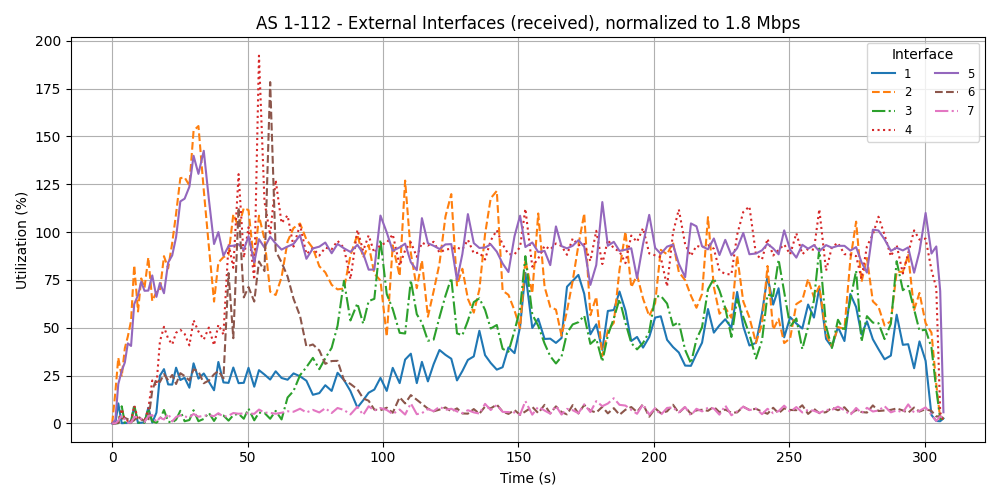 AS 1-112 - External Interfaces (received), normalized to 1.8 Mbps
Utilization (%)
200
175
150
125
100
75
50
25
0
0 50 100 150 200 250 300
Time (s)
Interface
1 5
2 6
3 7
4